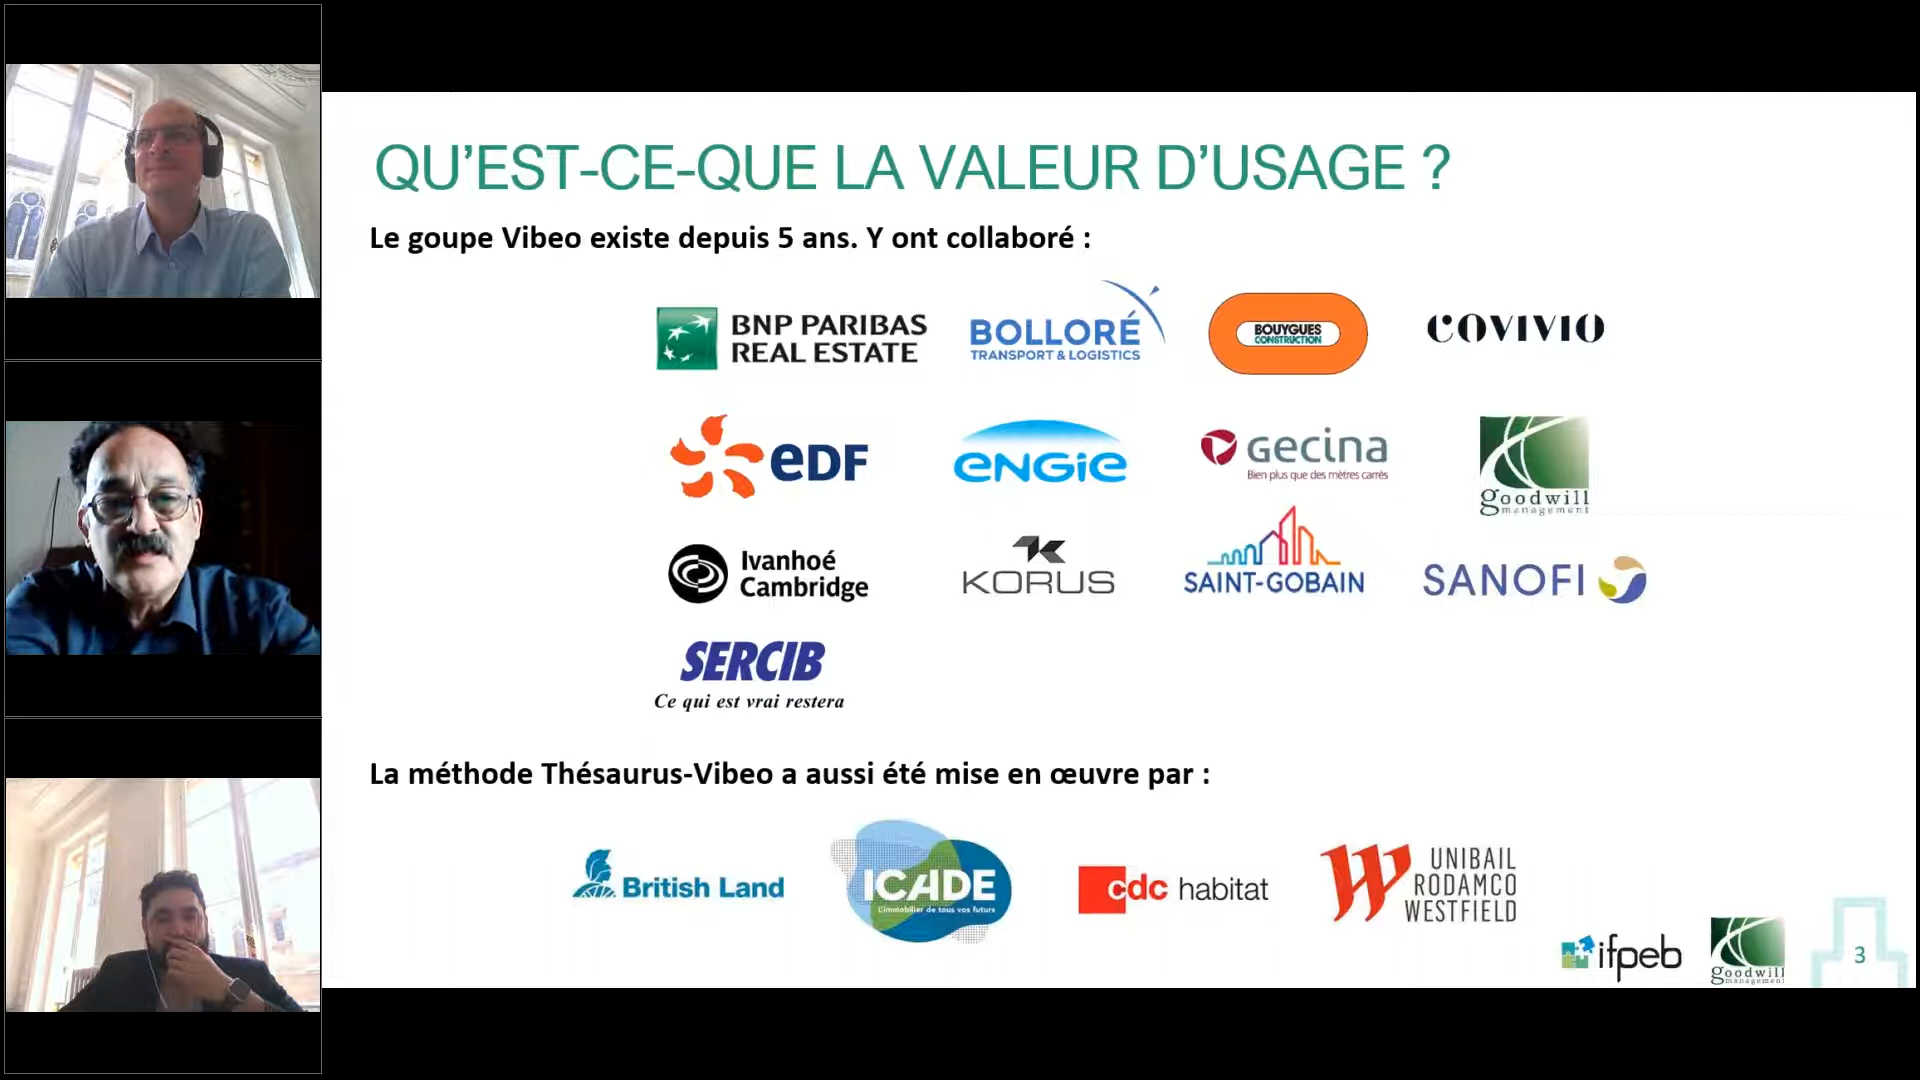 QU'EST-CE-QUE LA VALEUR D'USAGE ?
Le goupe Vibeo existe depuis 5 ans. Y ont collaboré :
BNP PARIBAS
REAL ESTATE
BOLLORÉ
TRANSPORT & LOGISTICS
BOUYGUES
CONSTRUCTION
COVIVIO
eDF
ENGIE
gecina
Bien plus que des mètres carrés
goodwill
management
Ivanhoé
Cambridge
KORUS
SAINT-GOBAIN
SANOFI
SERCIB
Ce qui est vrai restera
La méthode Thésaurus-Vibeo a aussi été mise en œuvre par :
British Land
ICADE
L'immobilier de tous vos futurs
cdc habitat
UNIBAIL
RODAMCO
WESTFIELD
ifpeb
goodwill
management
3